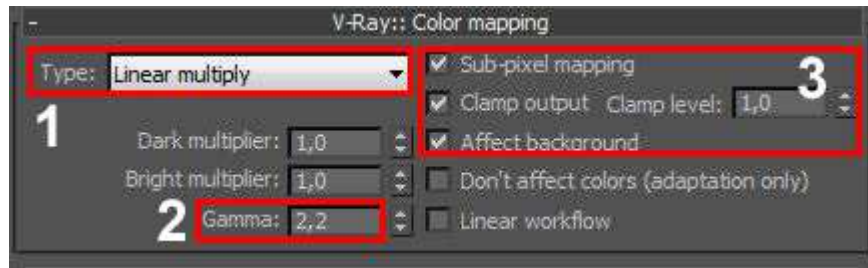 - V-Ray:: Color mapping
Type: Linear multiply
1
Dark multiplier: 1,0
Bright multiplier: 1,0
2 Gamma: 2,2
Sub-pixel mapping
3
Clamp output Clamp level: 1,0
Affect background
Don't affect colors (adaptation only)
Linear workflow